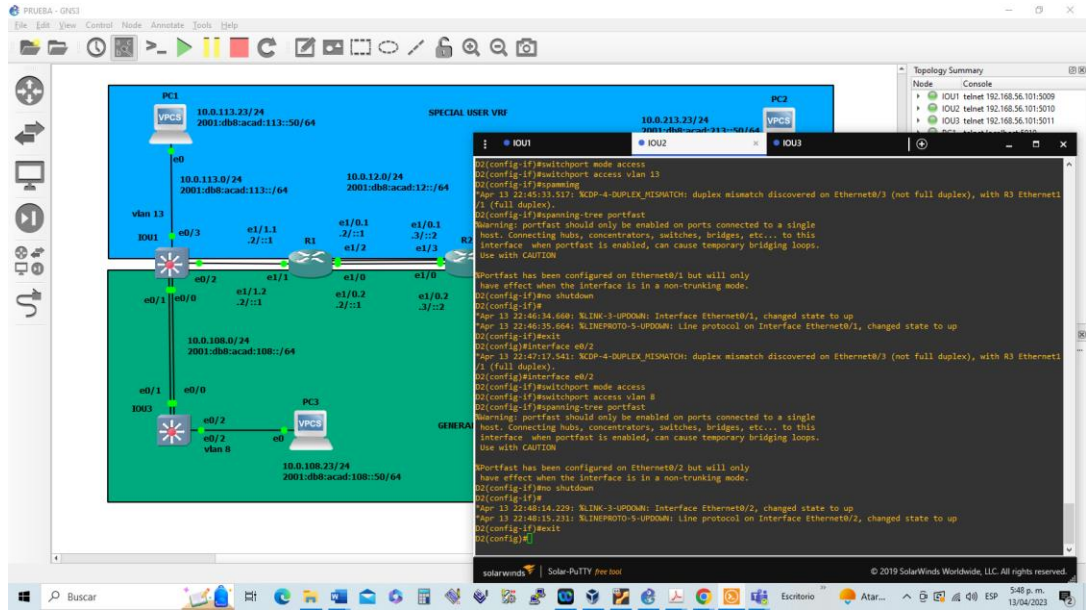 PRUEBA - GNS3
File Edit View Control Node Annotate Tools Help
Topology Summary
Node Console
IOU1 telnet 192.168.56.101:5009
IOU2 telnet 192.168.56.101:5010
IOU3 telnet 192.168.56.101:5011
PC1
VPCS
10.0.113.23/24
2001:db8:acad:113::50/64
SPECIAL USER VRF
PC2
VPCS
10.0.213.23/24
2001:db8:acad:213::50/64
e0
10.0.113.0/24
2001:db8:acad:113::/64
10.0.12.0/24
2001:db8:acad:12::/64
vlan 13
IOU1
e0/3
e1/1.1
.2/::1
R1
e1/0.1
.2/::1
e1/2
e1/0.1
.3/::2
e1/3
R2
e0/2
e1/1
e1/0
e1/0
e0/1
e0/0
e1/1.2
.2/::1
e1/0.2
.2/::1
e1/0.2
.3/::2
10.0.108.0/24
2001:db8:acad:108::/64
e0/1
e0/0
IOU3
PC3
VPCS
e0/2
e0/2
e0
vlan 8
GENERAL
10.0.108.23/24
2001:db8:acad:108::50/64
IOU1
IOU2
IOU3
D2(config-if)#switchport mode access
D2(config-if)#switchport access vlan 13
D2(config-if)#spamming
*Apr 13 22:45:33.517: %CDP-4-DUPLEX_MISMATCH: duplex mismatch discovered on Ethernet0/3 (not full duplex), with R3 Ethernet1
/1 (full duplex).
D2(config-if)#spanning-tree portfast
%Warning: portfast should only be enabled on ports connected to a single
host. Connecting hubs, concentrators, switches, bridges, etc... to this
interface when portfast is enabled, can cause temporary bridging loops.
Use with CAUTION
%Portfast has been configured on Ethernet0/1 but will only
have effect when the interface is in a non-trunking mode.
D2(config-if)#no shutdown
D2(config-if)#
*Apr 13 22:46:34.660: %LINK-3-UPDOWN: Interface Ethernet0/1, changed state to up
*Apr 13 22:46:35.664: %LINEPROTO-5-UPDOWN: Line protocol on Interface Ethernet0/1, changed state to up
D2(config-if)#exit
D2(config)#interface e0/2
*Apr 13 22:47:17.541: %CDP-4-DUPLEX_MISMATCH: duplex mismatch discovered on Ethernet0/3 (not full duplex), with R3 Ethernet1
/1 (full duplex).
D2(config)#interface e0/2
D2(config-if)#switchport mode access
D2(config-if)#switchport access vlan 8
D2(config-if)#spanning-tree portfast
%Warning: portfast should only be enabled on ports connected to a single
host. Connecting hubs, concentrators, switches, bridges, etc... to this
interface when portfast is enabled, can cause temporary bridging loops.
Use with CAUTION
%Portfast has been configured on Ethernet0/2 but will only
have effect when the interface is in a non-trunking mode.
D2(config-if)#no shutdown
D2(config-if)#
*Apr 13 22:48:14.229: %LINK-3-UPDOWN: Interface Ethernet0/2, changed state to up
*Apr 13 22:48:15.231: %LINEPROTO-5-UPDOWN: Line protocol on Interface Ethernet0/2, changed state to up
D2(config-if)#exit
D2(config)#
solarwinds Solar-PuTTY free tool
© 2019 SolarWinds Worldwide, LLC. All rights reserved.
Buscar
Escritorio
Atar...
ESP
5:48 p. m.
13/04/2023